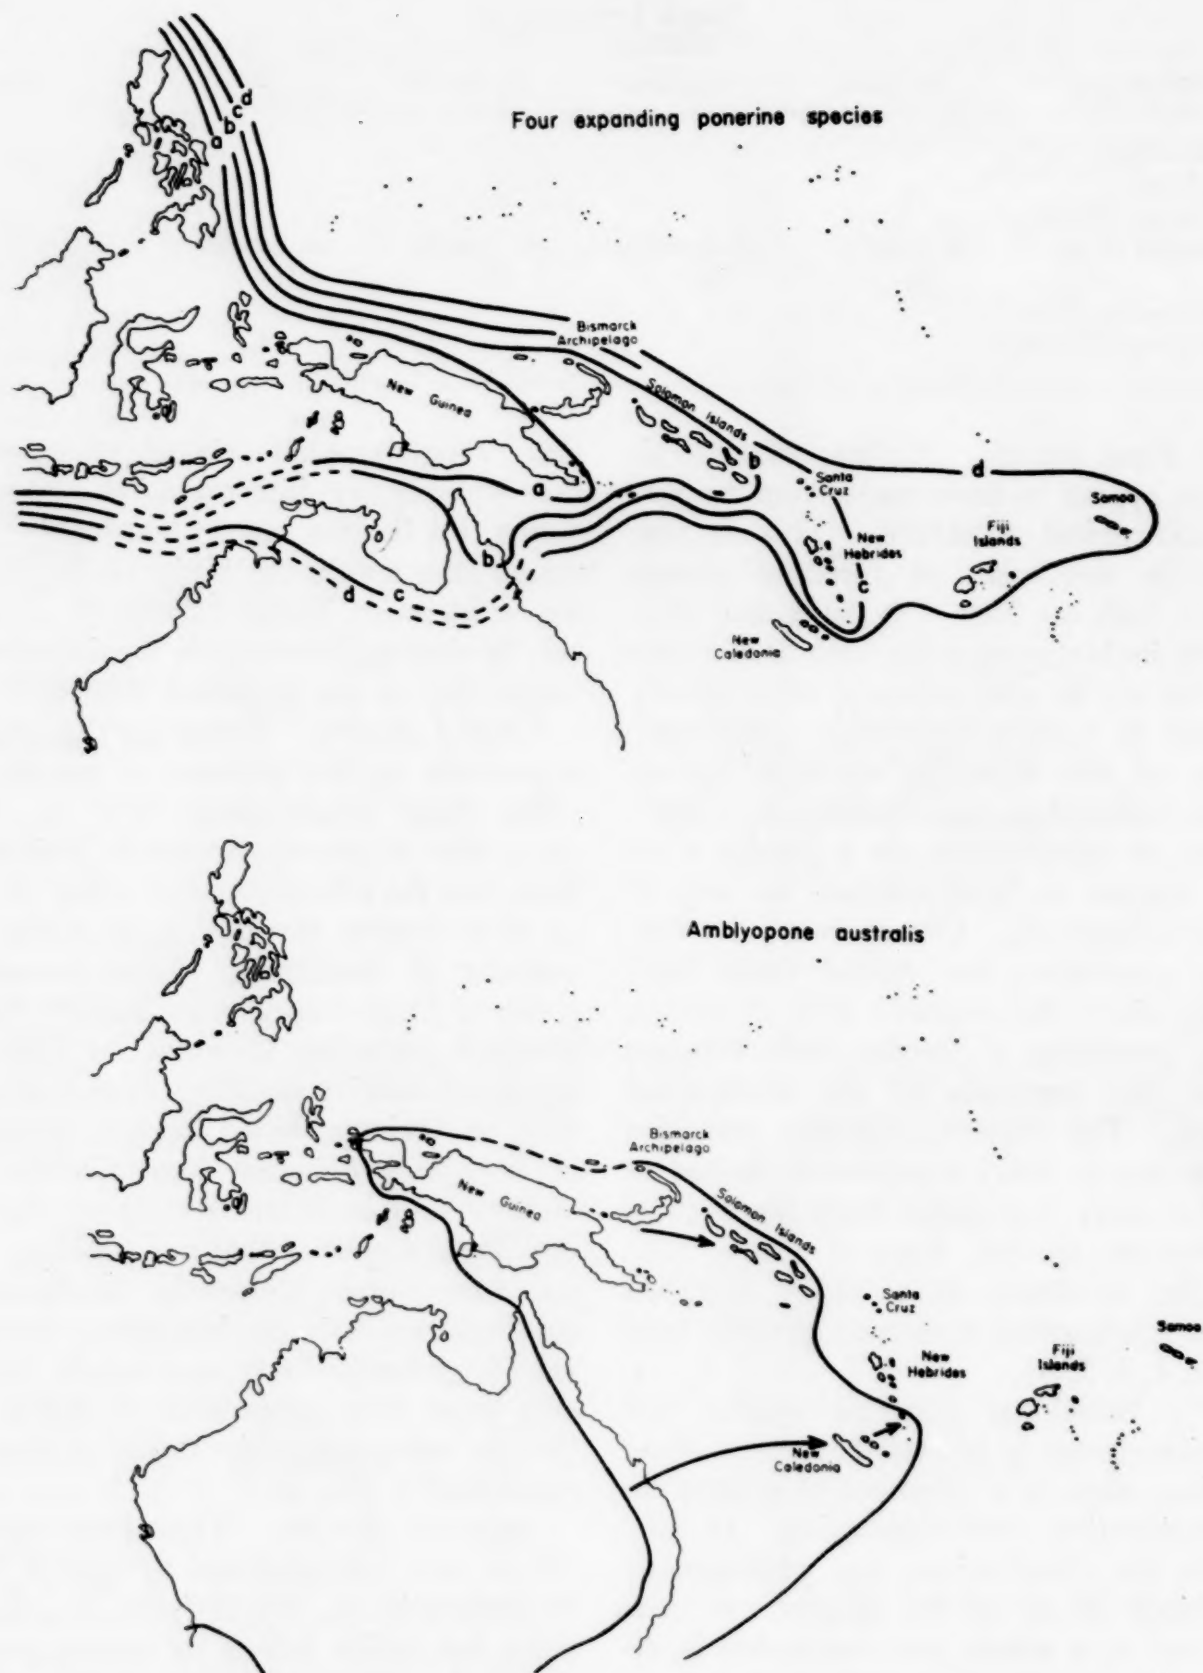 d
c
b
a
Four expanding ponerine species
Bismarck
Archipelago
New Guinea
Solomon Islands
b
d
a
Santa
Cruz
Samoa
Fiji
Islands
New
Hebrides
b
c
d
c
New
Caledonia
Amblyopone australis
Bismarck
Archipelago
New Guinea
Solomon Islands
Santa
Cruz
Samoa
New
Hebrides
Fiji
Islands
New
Caledonia